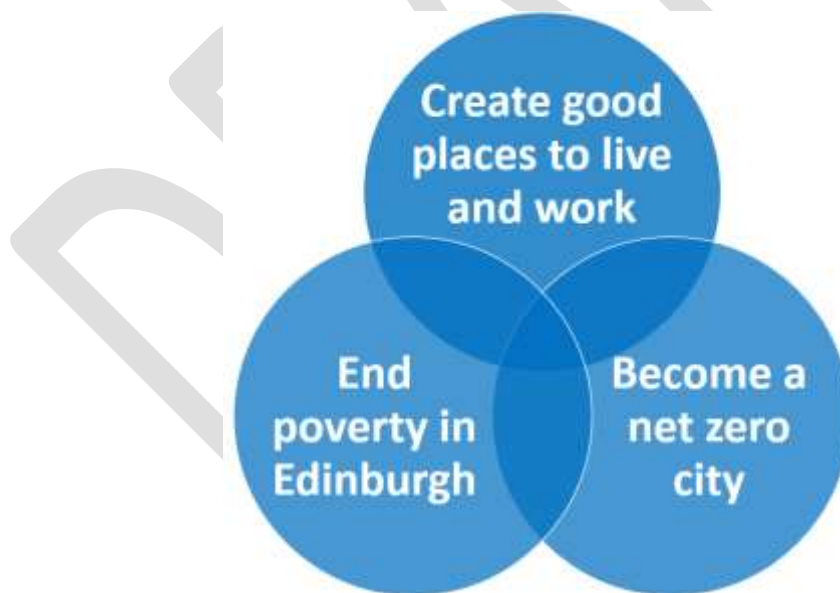 Create good
places to live
and work
End
poverty in
Edinburgh
Become a
net zero
city